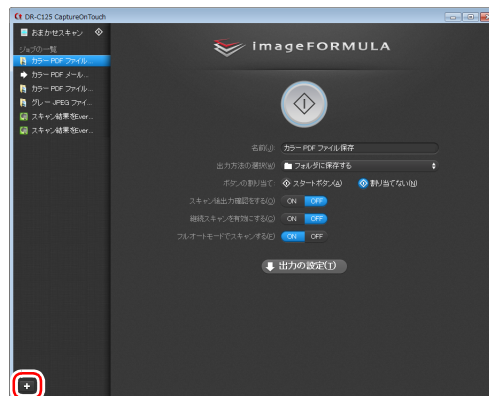 DR-C125 CaptureOnTouch
おまかせスキャン
ジョブの一覧
カラー PDF ファイル...
カラー PDF メール...
カラー PDF ファイル...
グレー JPEG ファイ...
スキャン結果をEver...
スキャン結果をEver...
imageFORMULA
名前(J): カラー PDF ファイル保存
出力方法の選択(W) フォルダに保存する
ボタンの割り当て: スタートボタン(A) 割り当てない(N)
スキャン後出力確認をする(O) ON OFF
継続スキャンを有効にする(C) ON OFF
フルオートモードでスキャンする(E) ON OFF
出力の設定(T)